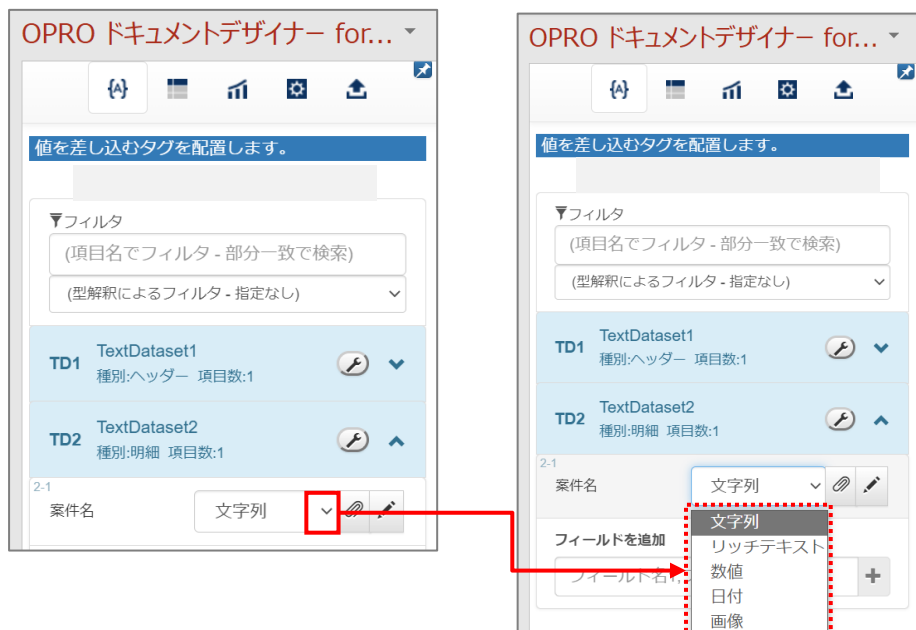 OPRO ドキュメントデザイナー for...
{A}
値を差し込むタグを配置します。
フィルタ
(項目名でフィルタ - 部分一致で検索)
(型解釈によるフィルタ - 指定なし)
TD1
TextDataset1
種別:ヘッダー 項目数:1
TD2
TextDataset2
種別:明細 項目数:1
2-1
案件名
文字列
OPRO ドキュメントデザイナー for...
{A}
値を差し込むタグを配置します。
フィルタ
(項目名でフィルタ - 部分一致で検索)
(型解釈によるフィルタ - 指定なし)
TD1
TextDataset1
種別:ヘッダー 項目数:1
TD2
TextDataset2
種別:明細 項目数:1
2-1
案件名
文字列
フィールドを追加
フィールド名1,
文字列
リッチテキスト
数値
日付
画像